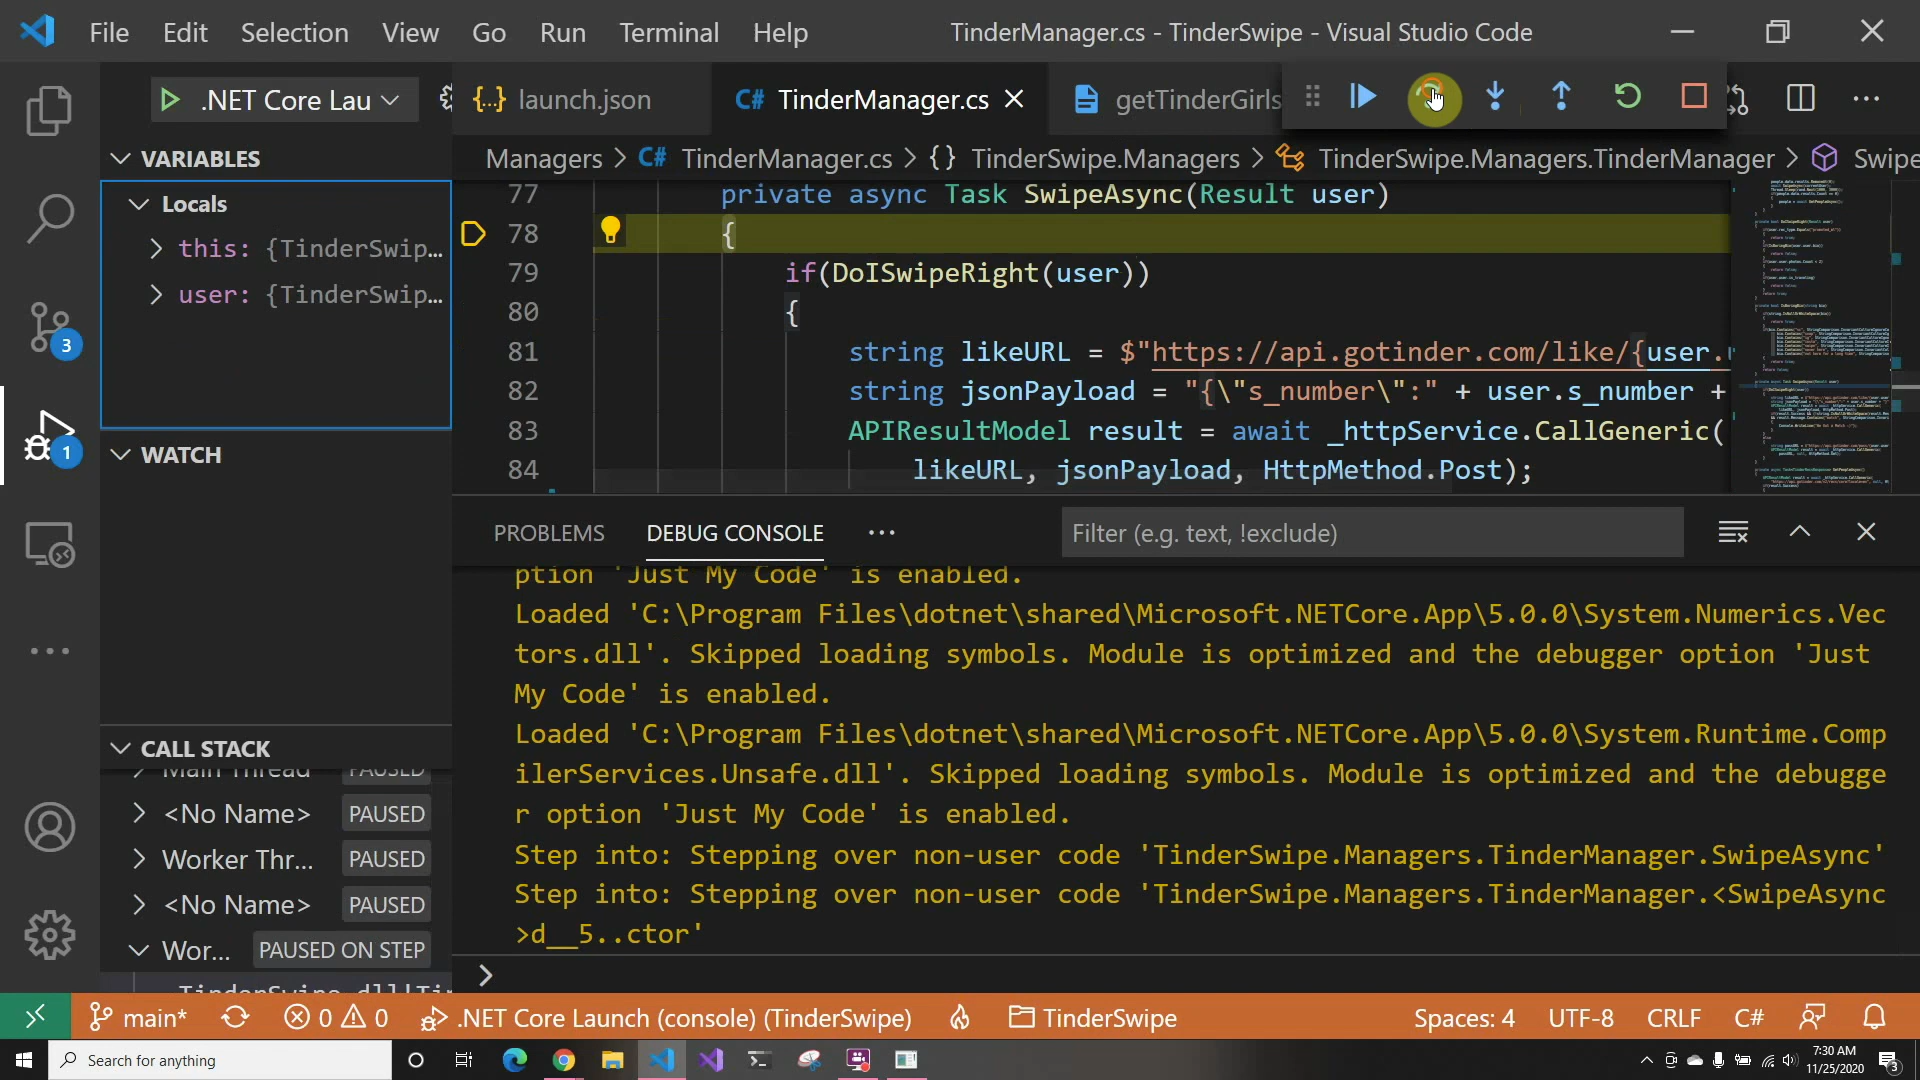 File Edit Selection View Go Run Terminal Help TinderManager.cs - TinderSwipe - Visual Studio Code
.NET Core Lau {..} launch.json C# TinderManager.cs getTinderGirls
VARIABLES
Managers > C# TinderManager.cs > {} TinderSwipe.Managers > TinderSwipe.Managers.TinderManager > Swipe
Locals
this: {TinderSwip...
user: {TinderSwip...
77 private async Task SwipeAsync(Result user)
78 {
79 if(DoISwipeRight(user))
80 {
81 string likeURL = $"https://api.gotinder.com/like/{user.
82 string jsonPayload = "{\"s_number\":" + user.s_number +
83 APIResultModel result = await _httpService.CallGeneric(
84 likeURL, jsonPayload, HttpMethod.Post);
3
1
WATCH
PROBLEMS DEBUG CONSOLE ... Filter (e.g. text, !exclude)
ption 'Just My Code' is enabled.
Loaded 'C:\Program Files\dotnet\shared\Microsoft.NETCore.App\5.0.0\System.Numerics.Vec
tors.dll'. Skipped loading symbols. Module is optimized and the debugger option 'Just
My Code' is enabled.
Loaded 'C:\Program Files\dotnet\shared\Microsoft.NETCore.App\5.0.0\System.Runtime.Comp
ilerServices.Unsafe.dll'. Skipped loading symbols. Module is optimized and the debugge
r option 'Just My Code' is enabled.
Step into: Stepping over non-user code 'TinderSwipe.Managers.TinderManager.SwipeAsync'
Step into: Stepping over non-user code 'TinderSwipe.Managers.TinderManager.<SwipeAsync
>d__5..ctor'
>
CALL STACK
Main Thread PAUSED
<No Name> PAUSED
Worker Thr... PAUSED
<No Name> PAUSED
Wor... PAUSED ON STEP
main* 0 0 .NET Core Launch (console) (TinderSwipe) TinderSwipe Spaces: 4 UTF-8 CRLF C#
Search for anything
7:30 AM
11/25/2020
3